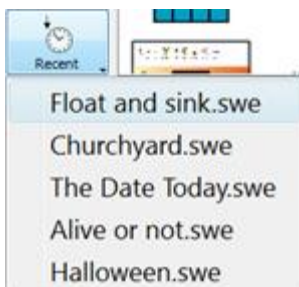 Recent
Float and sink.swe
Churchyard.swe
The Date Today.swe
Alive or not.swe
Halloween.swe